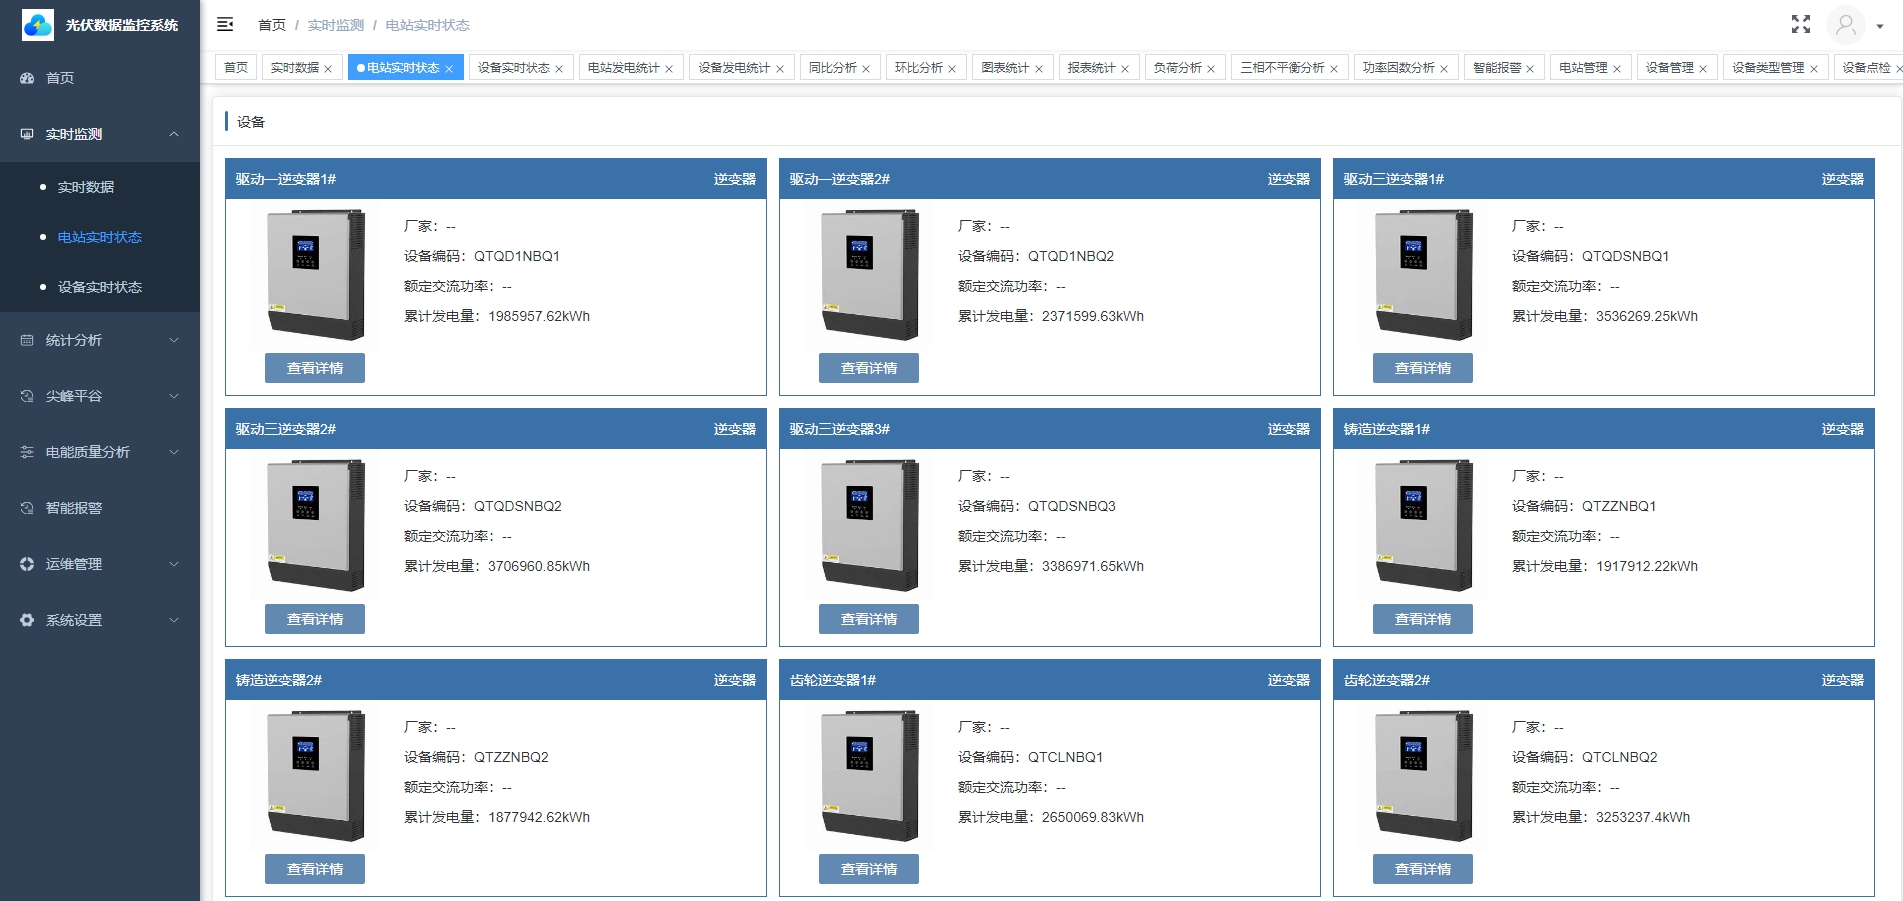 光伏数据监控系统
首页 / 实时监测 / 电站实时状态
首页 实时数据 × 电站实时状态 × 设备实时状态 × 电站发电统计 × 设备发电统计 × 同比分析 × 环比分析 × 图表统计 × 报表统计 × 负荷分析 × 三相不平衡分析 × 功率因数分析 × 智能报警 × 电站管理 × 设备管理 × 设备类型管理 × 设备点检 ×
首页
实时监测
实时数据
电站实时状态
设备实时状态
统计分析
尖峰平谷
电能质量分析
智能报警
运维管理
系统设置
设备
驱动一逆变器1# 逆变器
厂家：--
设备编码：QTQD1NBQ1
额定交流功率：--
累计发电量：1985957.62kWh
查看详情
驱动一逆变器2# 逆变器
厂家：--
设备编码：QTQD1NBQ2
额定交流功率：--
累计发电量：2371599.63kWh
查看详情
驱动三逆变器1# 逆变器
厂家：--
设备编码：QTQDSNBQ1
额定交流功率：--
累计发电量：3536269.25kWh
查看详情
驱动三逆变器2# 逆变器
厂家：--
设备编码：QTQDSNBQ2
额定交流功率：--
累计发电量：3706960.85kWh
查看详情
驱动三逆变器3# 逆变器
厂家：--
设备编码：QTQDSNBQ3
额定交流功率：--
累计发电量：3386971.65kWh
查看详情
铸造逆变器1# 逆变器
厂家：--
设备编码：QTZZNBQ1
额定交流功率：--
累计发电量：1917912.22kWh
查看详情
铸造逆变器2# 逆变器
厂家：--
设备编码：QTZZNBQ2
额定交流功率：--
累计发电量：1877942.62kWh
查看详情
齿轮逆变器1# 逆变器
厂家：--
设备编码：QTCLNBQ1
额定交流功率：--
累计发电量：2650069.83kWh
查看详情
齿轮逆变器2# 逆变器
厂家：--
设备编码：QTCLNBQ2
额定交流功率：--
累计发电量：3253237.4kWh
查看详情